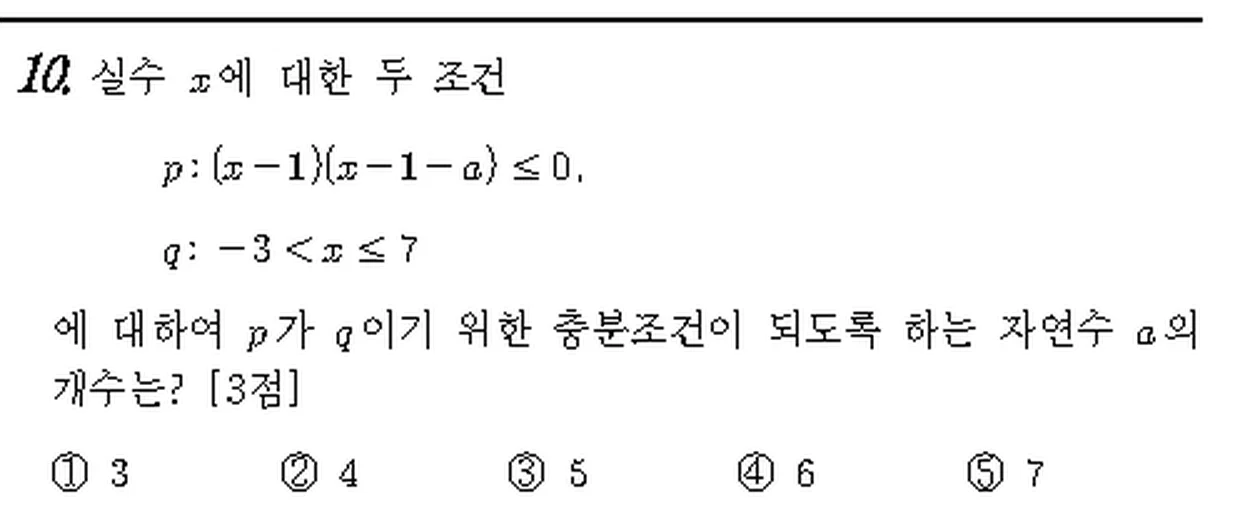 10. 실수 x에 대한 두 조건
p: (x-1)(x-1-a) ≤ 0,
q: -3 < x ≤ 7
에 대하여 p가 q이기 위한 충분조건이 되도록 하는 자연수 a의
개수는? [3점]
① 3 ② 4 ③ 5 ④ 6 ⑤ 7